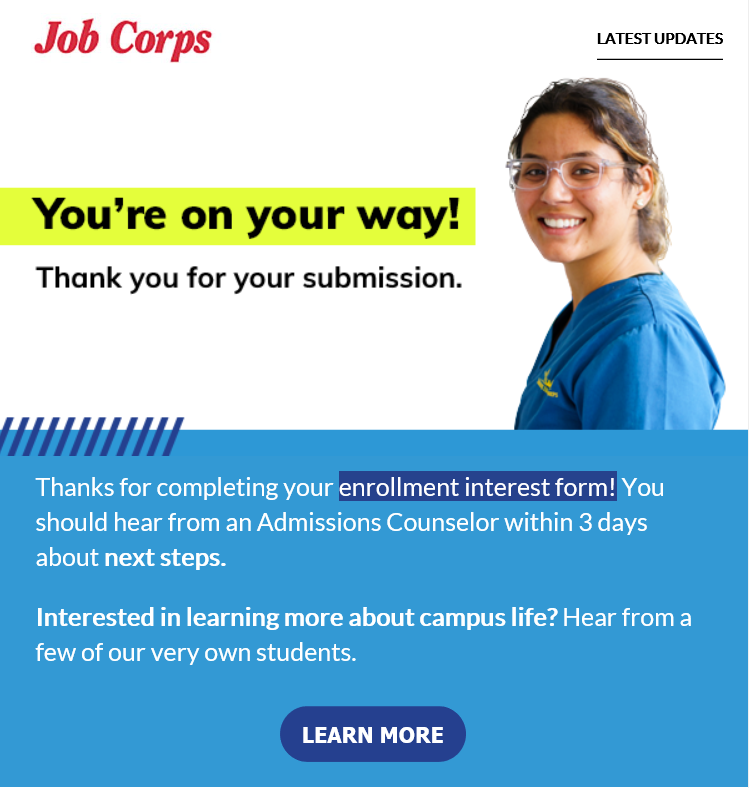 Job Corps
LATEST UPDATES
You're on your way!
Thank you for your submission.
Thanks for completing your enrollment interest form! You
should hear from an Admissions Counselor within 3 days
about next steps.
Interested in learning more about campus life? Hear from a
few of our very own students.
LEARN MORE